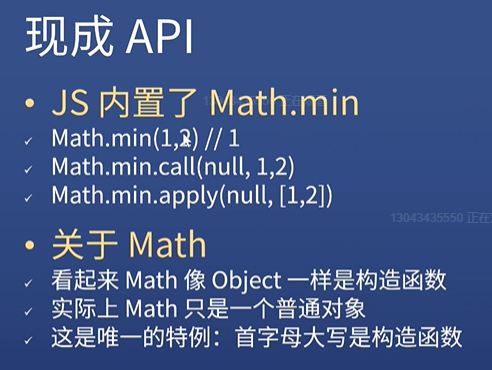 现成 API
• JS 内置了 Math.min
✓ Math.min(1,2) // 1
✓ Math.min.call(null, 1,2)
✓ Math.min.apply(null, [1,2])
13043435550 正在
• 关于 Math
✓ 看起来 Math 像 Object 一样是构造函数
✓ 实际上 Math 只是一个普通对象
✓ 这是唯一的特例：首字母大写是构造函数